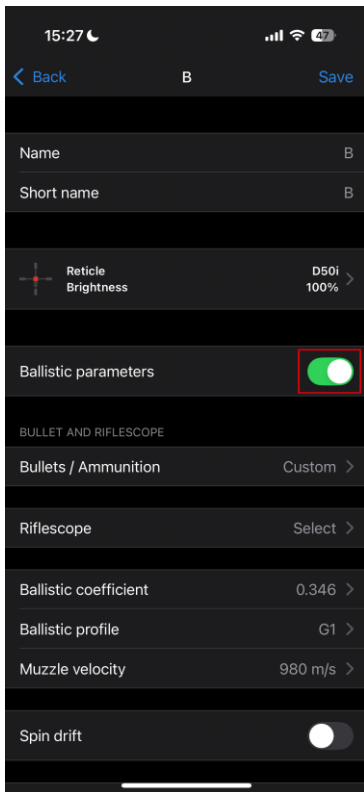 15:27 47
Back B Save
Name B
Short name B
Reticle D50i
Brightness 100%
Ballistic parameters
BULLET AND RIFLESCOPE
Bullets / Ammunition Custom
Riflescope Select
Ballistic coefficient 0.346
Ballistic profile G1
Muzzle velocity 980 m/s
Spin drift